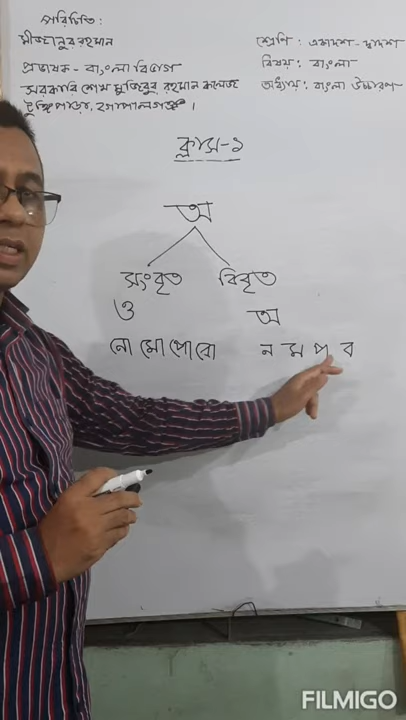 পরিচিতি:
মীজানুর রহমান
প্রভাষক- বাংলা বিভাগ
সরকারি শেখ মুজিবুর রহমান কলেজ
টুঙ্গিপাড়া, গোপালগঞ্জ।
শ্রেণি: একাদশ-দ্বাদশ
বিষয়: বাংলা
অধ্যায়: বাংলা উচ্চারণ
ক্লাস-১
অ
সংবৃত বিবৃত
ও অ
নো মো পো বো ন ম প ব
FILMIGO